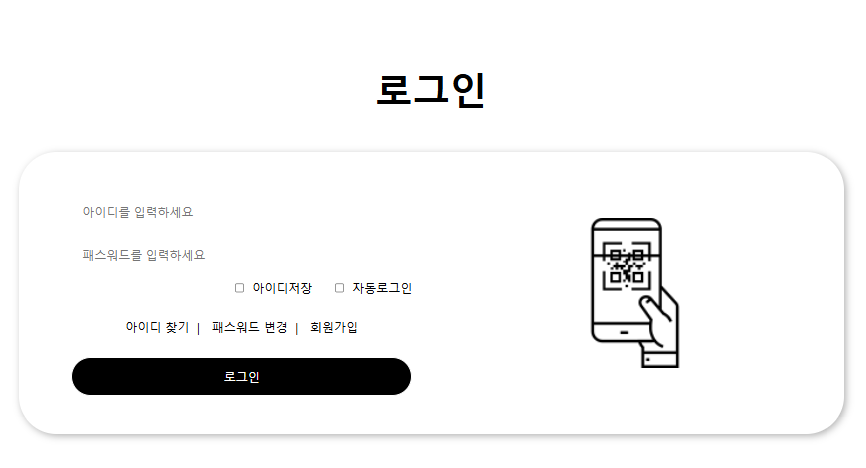 로그인
아이디를 입력하세요
패스워드를 입력하세요
아이디저장 자동로그인
아이디 찾기 | 패스워드 변경 | 회원가입
로그인